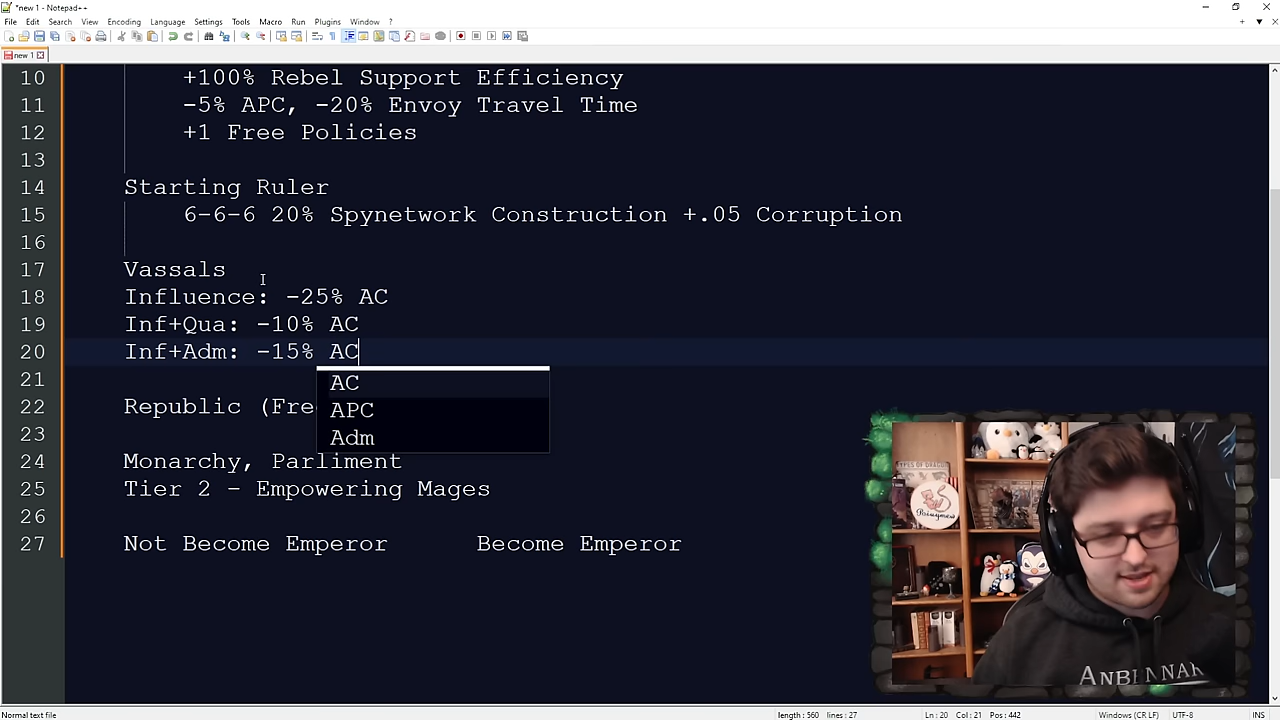 *new 1 - Notepad++
File Edit Search View Encoding Language Settings Tools Macro Run Plugins Window ?
new 1
10 +100% Rebel Support Efficiency
11 -5% APC, -20% Envoy Travel Time
12 +1 Free Policies
13
14 Starting Ruler
15 6-6-6 20% Spynetwork Construction +.05 Corruption
16
17 Vassals
18 Influence: -25% AC
19 Inf+Qua: -10% AC
20 Inf+Adm: -15% AC
21
AC
22 Republic (Fre
APC
23
Adm
24 Monarchy, Parliment
25 Tier 2 - Empowering Mages
26
27 Not Become Emperor Become Emperor
TYPES OF DRAGO
ANBENNAR
Normal text file length : 560 lines : 27 Ln : 20 Col : 21 Pos : 442 Windows (CR LF) UTF-8 INS